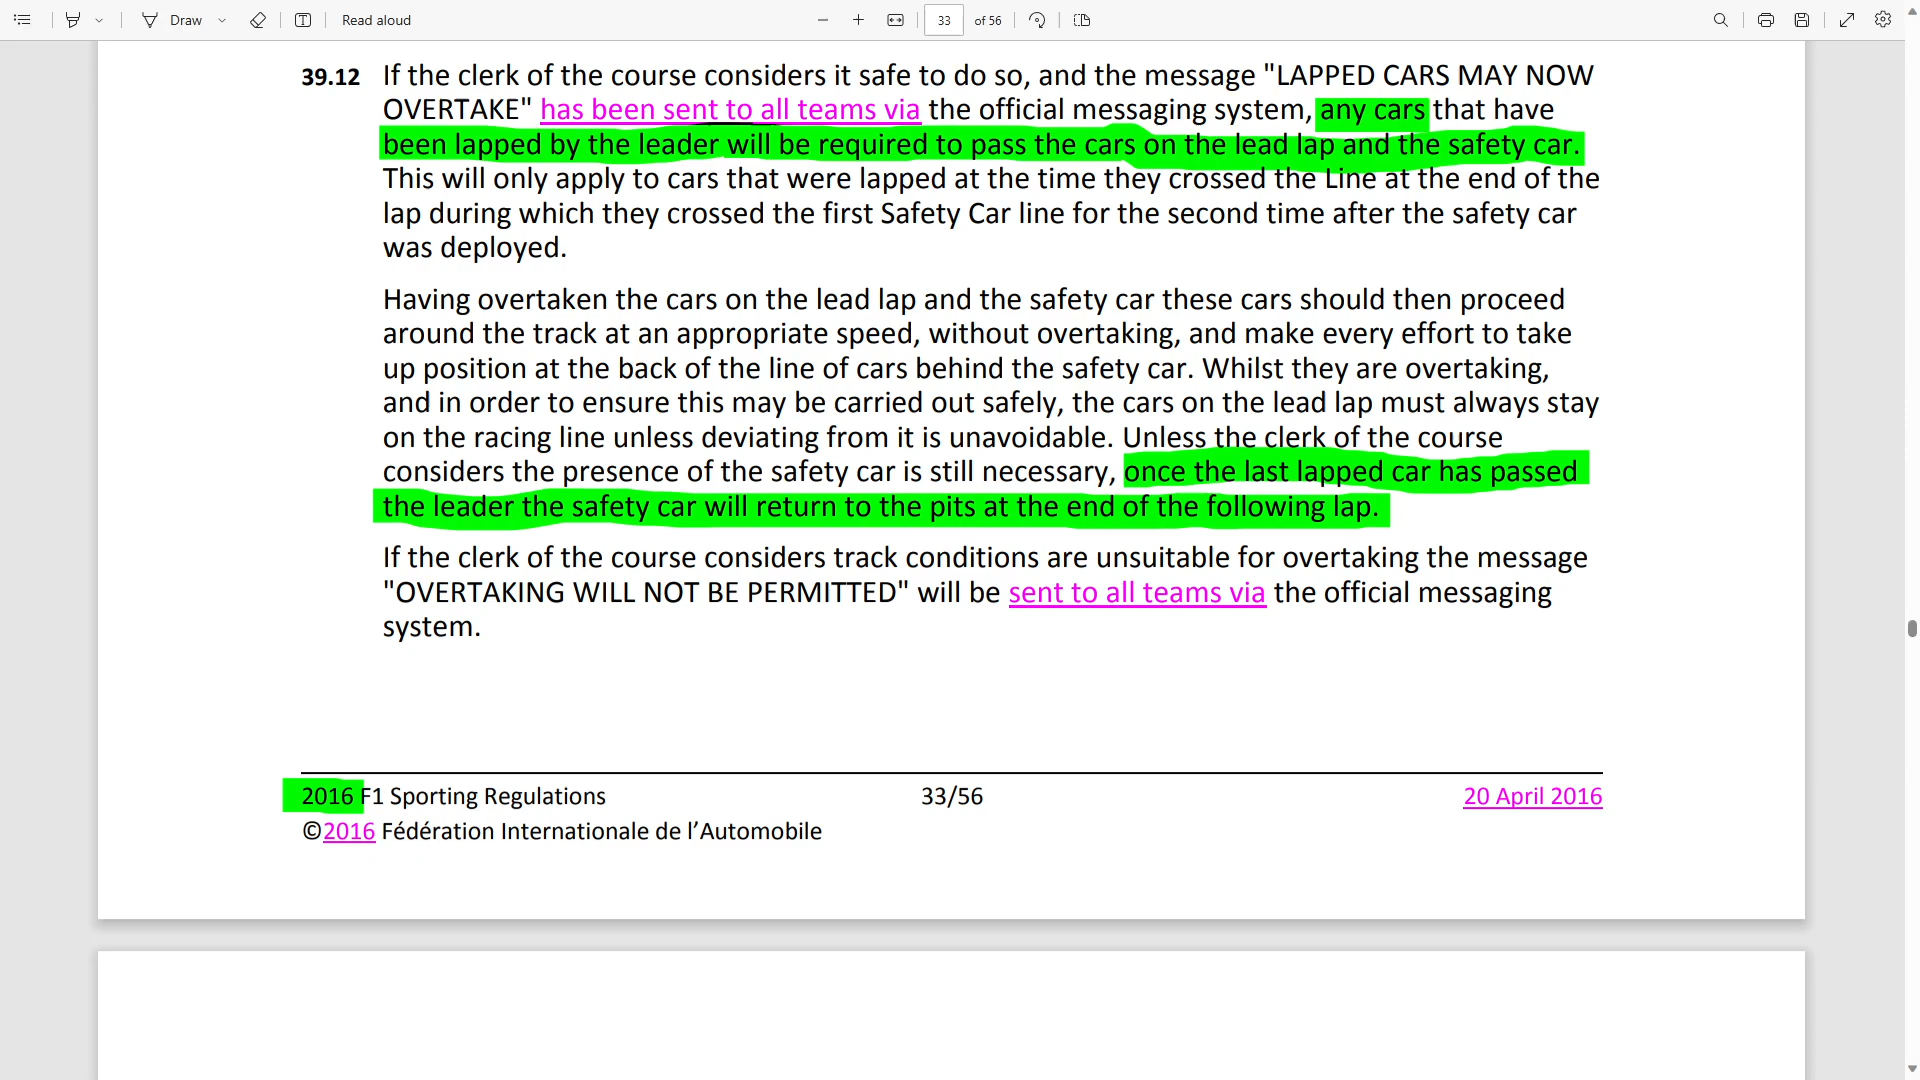 Draw
Read aloud
33 of 56
39.12 If the clerk of the course considers it safe to do so, and the message "LAPPED CARS MAY NOW
OVERTAKE" has been sent to all teams via the official messaging system, any cars that have
been lapped by the leader will be required to pass the cars on the lead lap and the safety car.
This will only apply to cars that were lapped at the time they crossed the Line at the end of the
lap during which they crossed the first Safety Car line for the second time after the safety car
was deployed.
Having overtaken the cars on the lead lap and the safety car these cars should then proceed
around the track at an appropriate speed, without overtaking, and make every effort to take
up position at the back of the line of cars behind the safety car. Whilst they are overtaking,
and in order to ensure this may be carried out safely, the cars on the lead lap must always stay
on the racing line unless deviating from it is unavoidable. Unless the clerk of the course
considers the presence of the safety car is still necessary, once the last lapped car has passed
the leader the safety car will return to the pits at the end of the following lap.
If the clerk of the course considers track conditions are unsuitable for overtaking the message
"OVERTAKING WILL NOT BE PERMITTED" will be sent to all teams via the official messaging
system.
2016 F1 Sporting Regulations 33/56 20 April 2016
©2016 Fédération Internationale de l’Automobile